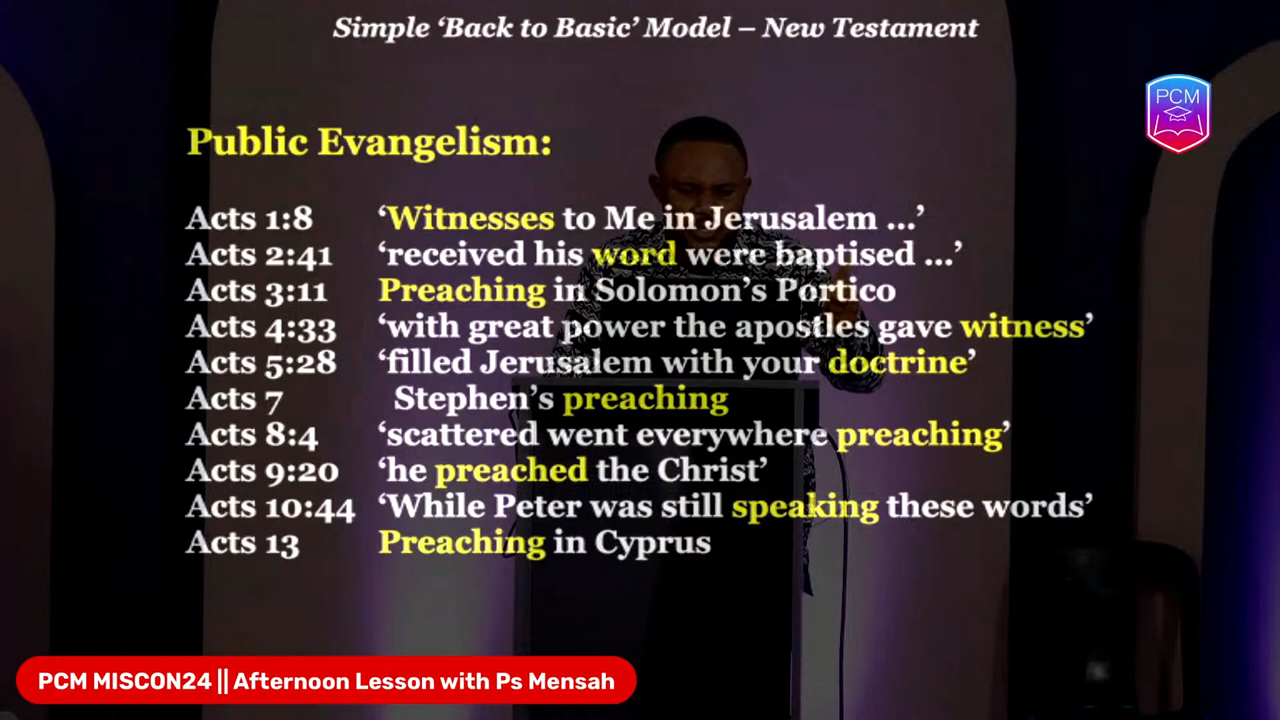 Simple ‘Back to Basic’ Model – New Testament
PCM
Public Evangelism:
Acts 1:8 ‘Witnesses to Me in Jerusalem ...’
Acts 2:41 ‘received his word were baptised ...’
Acts 3:11 Preaching in Solomon’s Portico
Acts 4:33 ‘with great power the apostles gave witness’
Acts 5:28 ‘filled Jerusalem with your doctrine’
Acts 7 Stephen’s preaching
Acts 8:4 ‘scattered went everywhere preaching’
Acts 9:20 ‘he preached the Christ’
Acts 10:44 ‘While Peter was still speaking these words’
Acts 13 Preaching in Cyprus
PCM MISCON24 || Afternoon Lesson with Ps Mensah